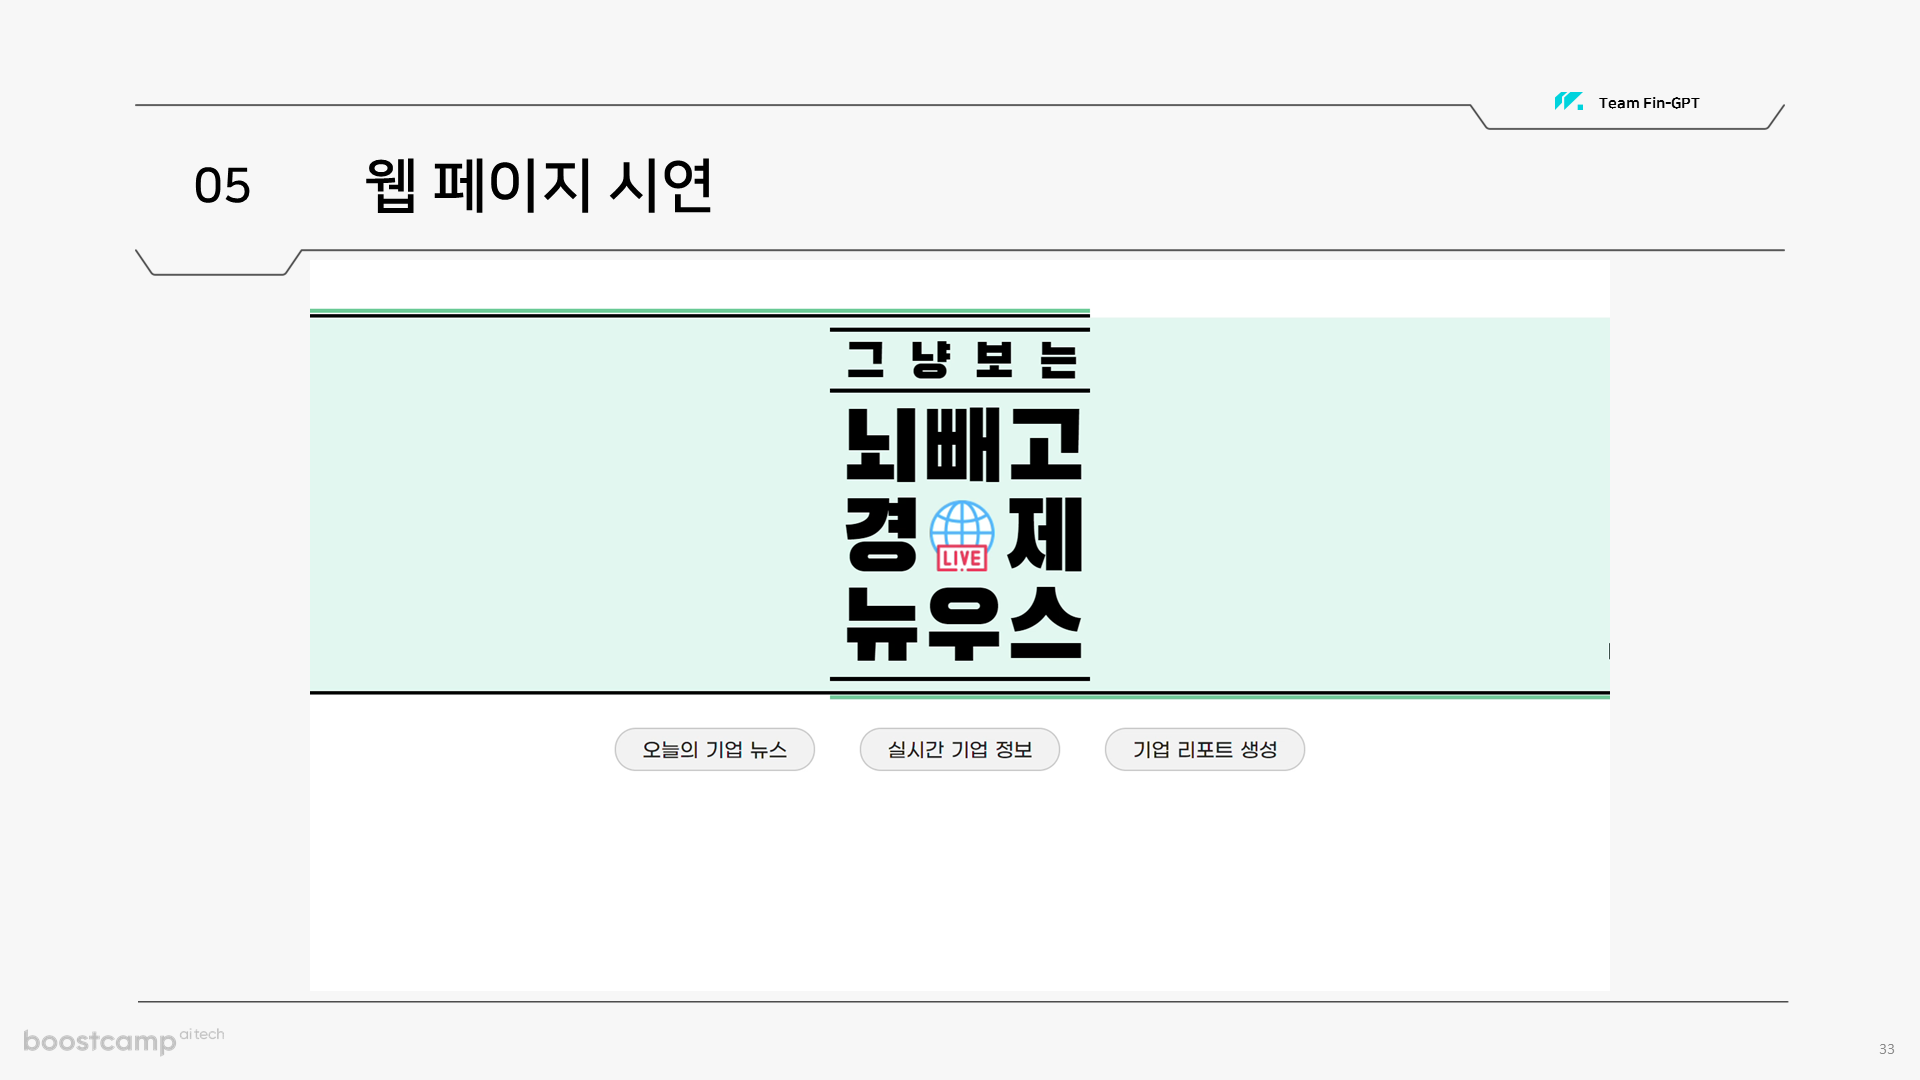 Team Fin-GPT
05 웹 페이지 시연
그냥보는
뇌빼고
경 LIVE 제
뉴우스
오늘의 기업 뉴스 실시간 기업 정보 기업 리포트 생성
boostcamp ai tech
33